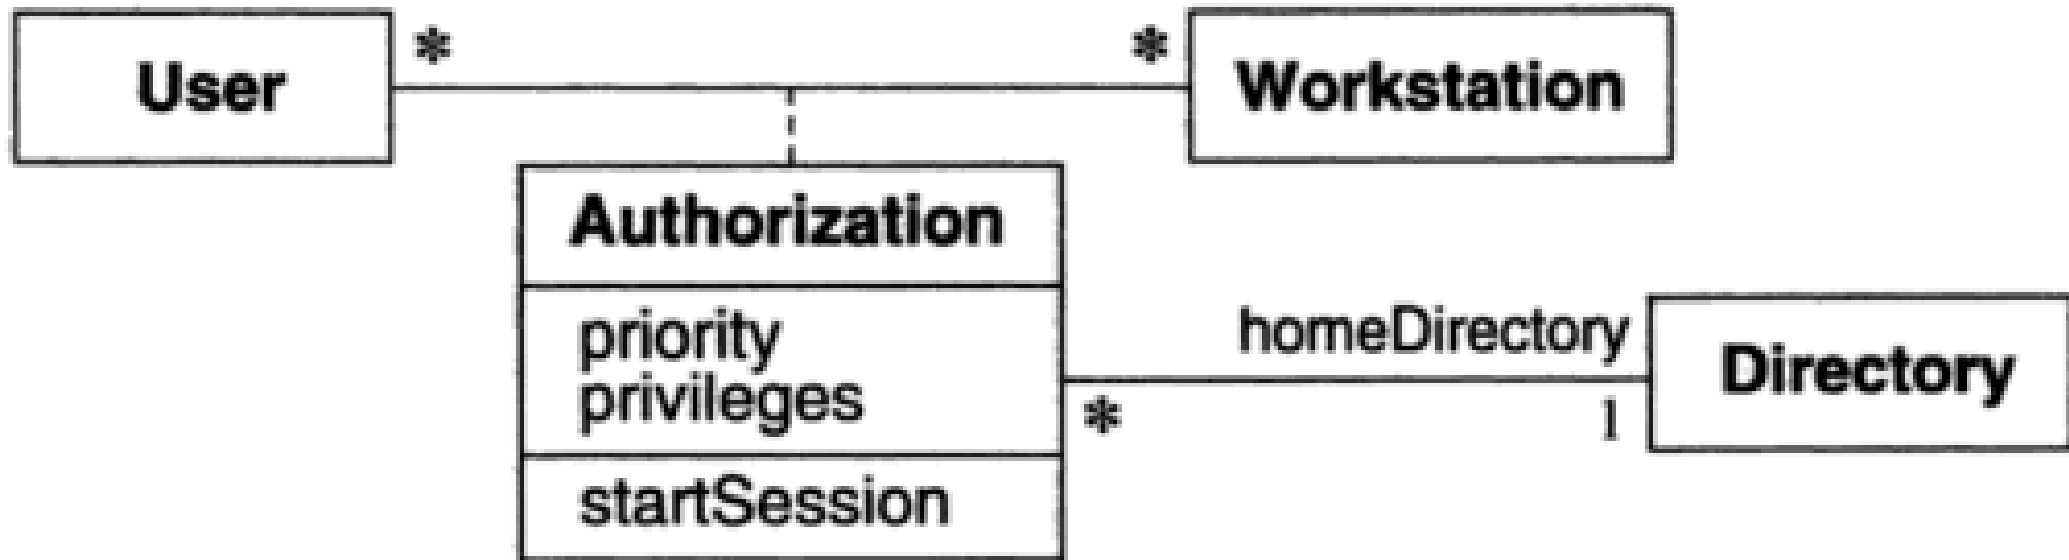 User
*
*
Workstation
Authorization
priority
privileges
startSession
homeDirectory
*
1
Directory